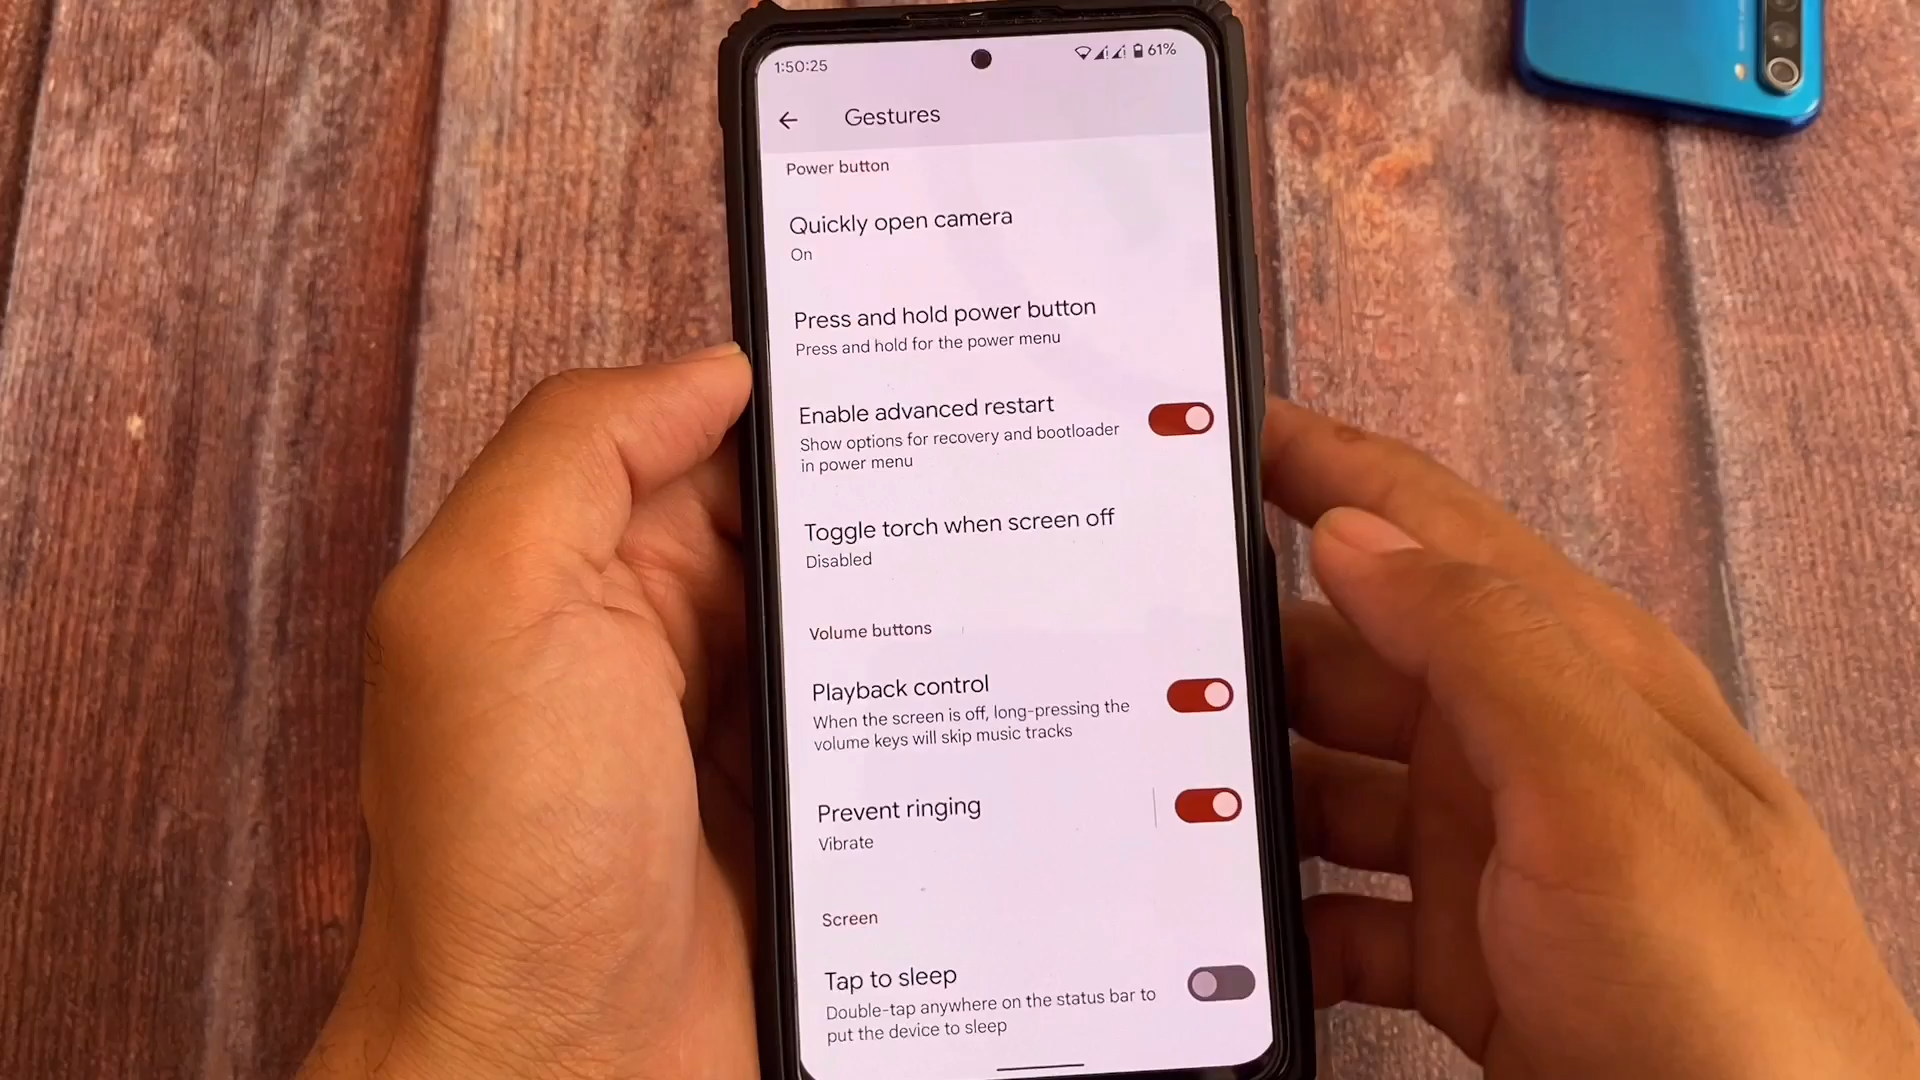 1:50:25
61%
Gestures
Power button
Quickly open camera
On
Press and hold power button
Press and hold for the power menu
Enable advanced restart
Show options for recovery and bootloader
in power menu
Toggle torch when screen off
Disabled
Volume buttons
Playback control
When the screen is off, long-pressing the
volume keys will skip music tracks
Prevent ringing
Vibrate
Screen
Tap to sleep
Double-tap anywhere on the status bar to
put the device to sleep